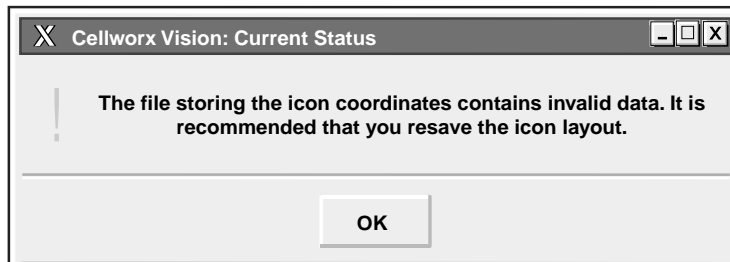 X Cellworx Vision: Current Status
The file storing the icon coordinates contains invalid data. It is
recommended that you resave the icon layout.
OK